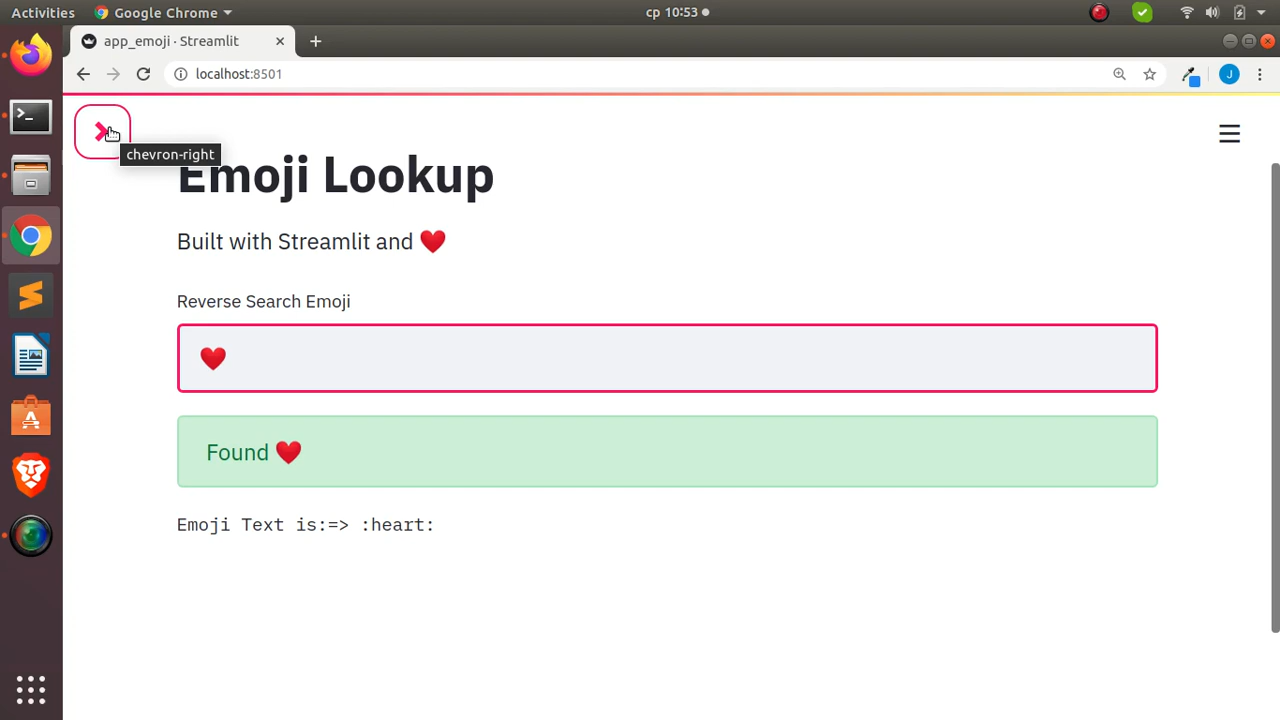 Activities Google Chrome ср 10:53
app_emoji · Streamlit
localhost:8501 J
chevron-right
Emoji Lookup
Built with Streamlit and ❤️
Reverse Search Emoji
❤️
Found ❤️
Emoji Text is:=> :heart: